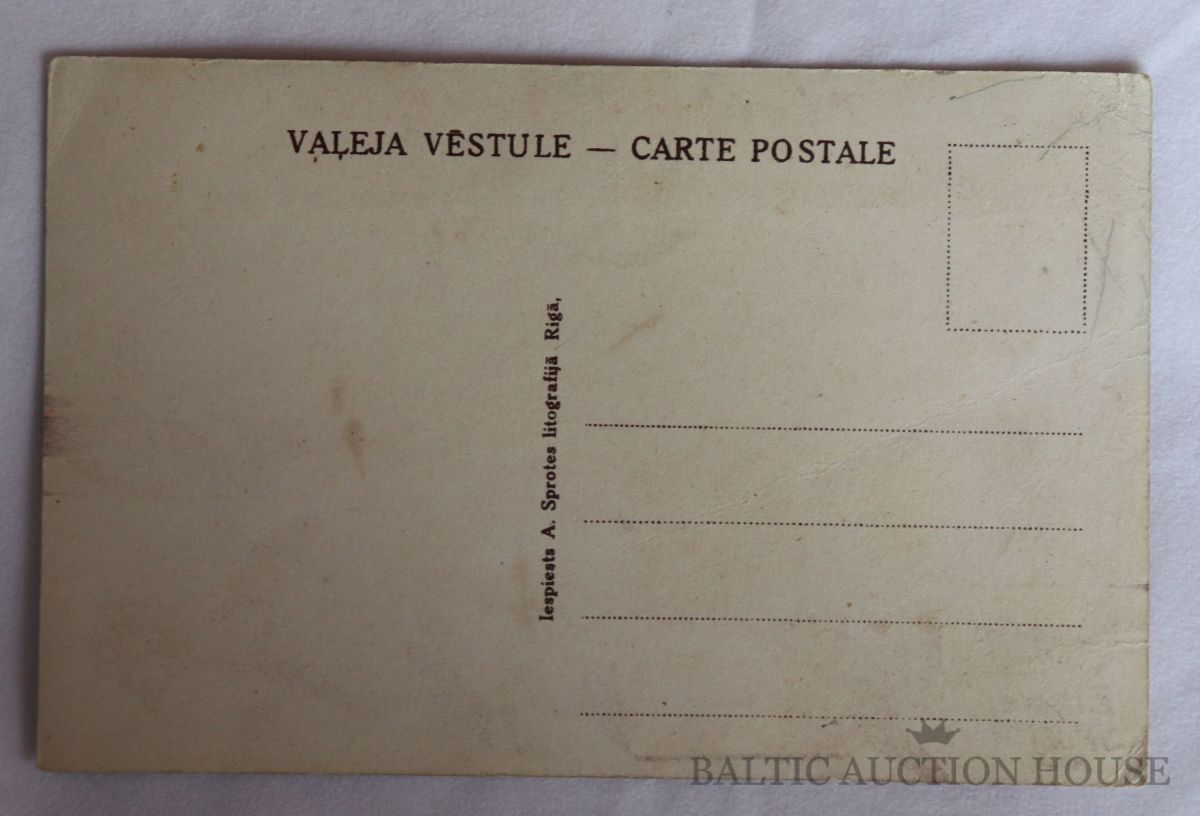 VAĻEJA VĒSTULE — CARTE POSTALE
Iespiests A. Sprotes litografijā Rigā,
BALTIC AUCTION HOUSE